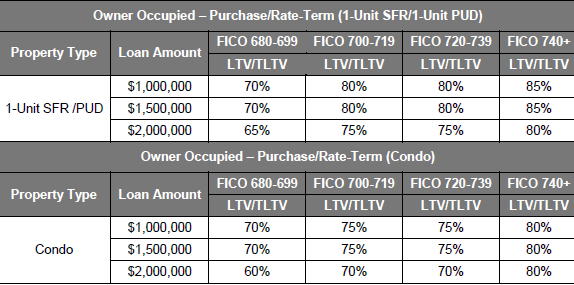 Owner Occupied – Purchase/Rate-Term (1-Unit SFR/1-Unit PUD)
Property Type Loan Amount FICO 680-699 FICO 700-719 FICO 720-739 FICO 740+
LTV/TLTV LTV/TLTV LTV/TLTV LTV/TLTV
1-Unit SFR /PUD $1,000,000 70% 80% 80% 85%
$1,500,000 70% 80% 80% 85%
$2,000,000 65% 75% 75% 80%
Owner Occupied – Purchase/Rate-Term (Condo)
Property Type Loan Amount FICO 680-699 FICO 700-719 FICO 720-739 FICO 740+
LTV/TLTV LTV/TLTV LTV/TLTV LTV/TLTV
Condo $1,000,000 70% 75% 75% 80%
$1,500,000 70% 75% 75% 80%
$2,000,000 60% 70% 70% 80%